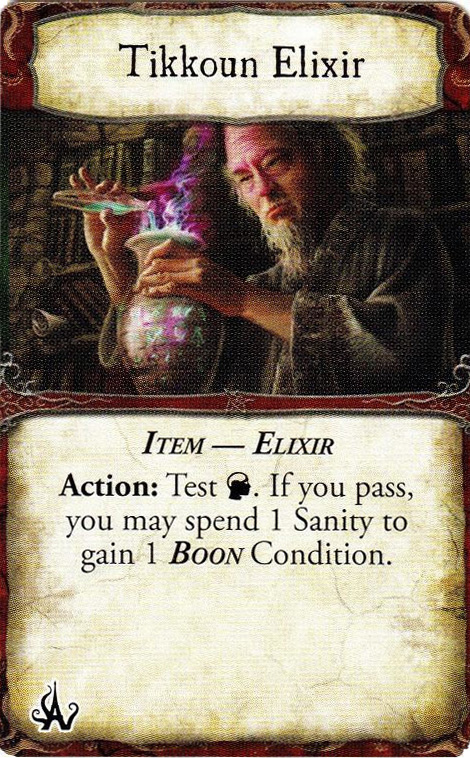 Tikkoun Elixir
Item — Elixir
Action: Test . If you pass,
you may spend 1 Sanity to
gain 1 Boon Condition.